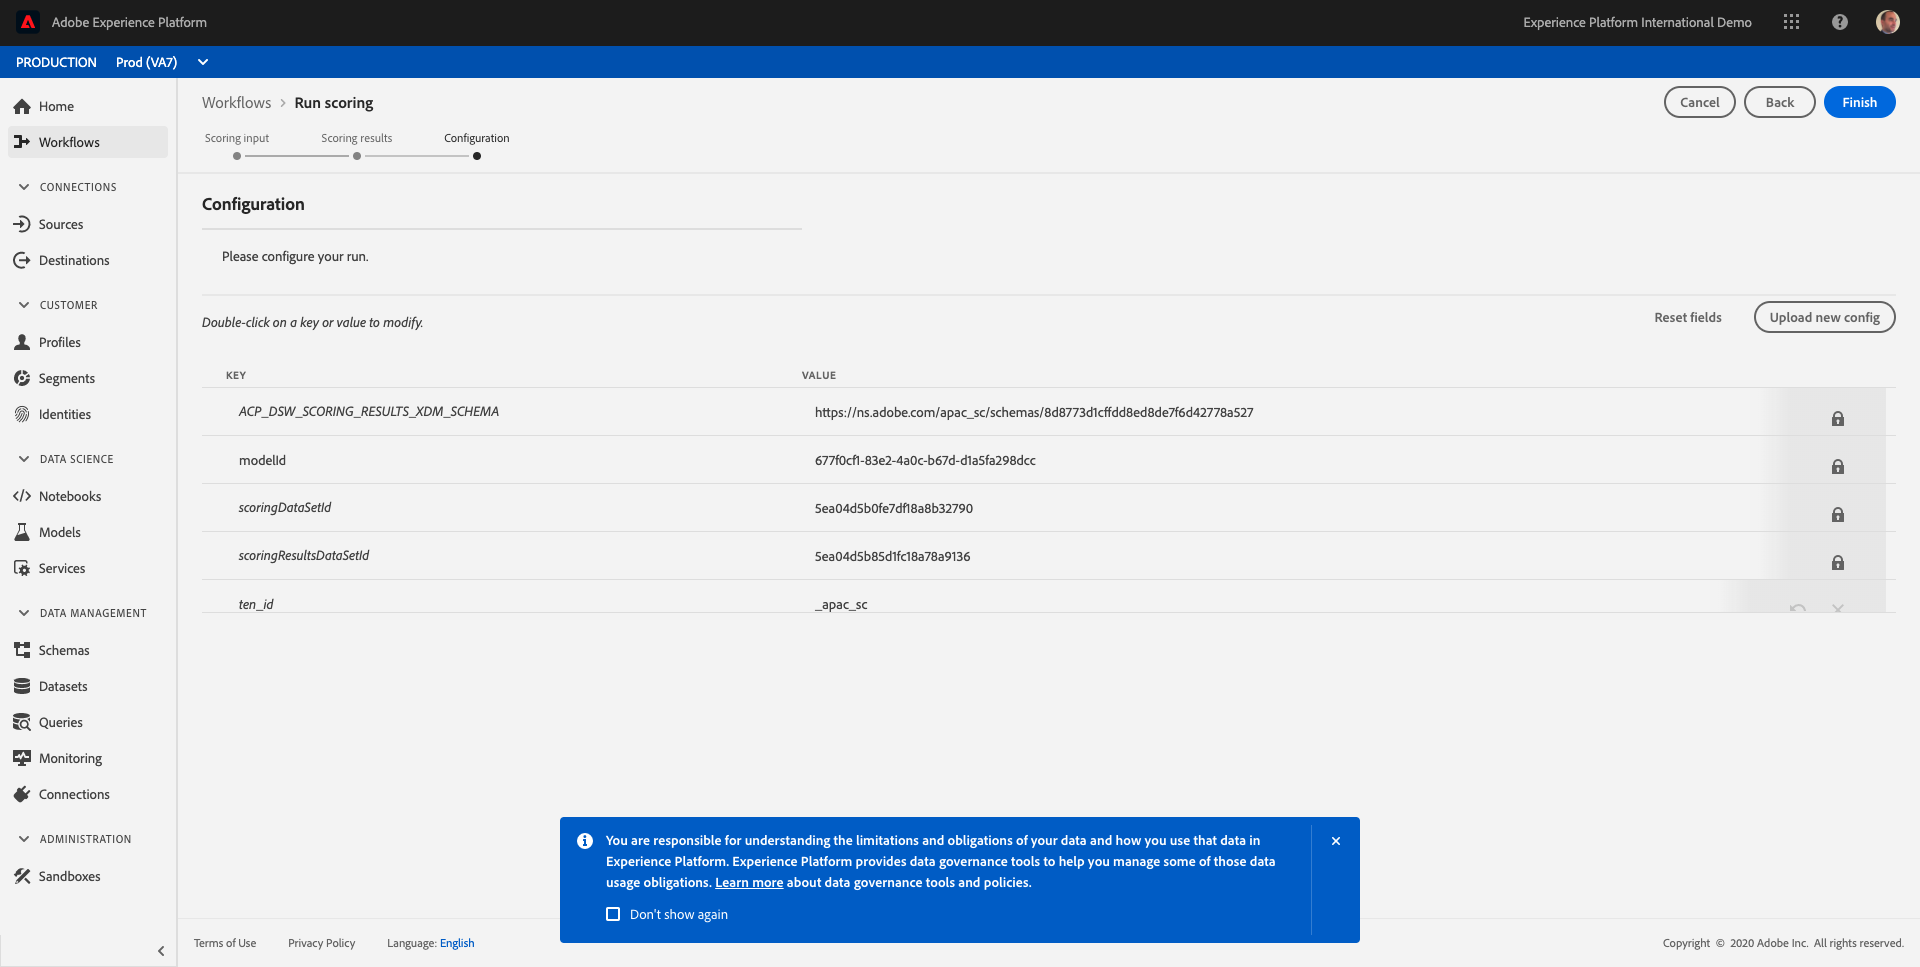 Adobe Experience Platform
Experience Platform International Demo
PRODUCTION Prod (VA7)
Home
Workflows
CONNECTIONS
Sources
Destinations
CUSTOMER
Profiles
Segments
Identities
DATA SCIENCE
Notebooks
Models
Services
DATA MANAGEMENT
Schemas
Datasets
Queries
Monitoring
Connections
ADMINISTRATION
Sandboxes
Workflows > Run scoring
Cancel
Back
Finish
Scoring input
Scoring results
Configuration
Configuration
Please configure your run.
Double-click on a key or value to modify.
Reset fields
Upload new config
KEY VALUE
ACP_DSW_SCORING_RESULTS_XDM_SCHEMA https://ns.adobe.com/apac_sc/schemas/8d8773d1cffdd8ed8de7f6d42778a527
modelId 677f0cf1-83e2-4a0c-b67d-d1a5fa298dcc
scoringDataSetId 5ea04d5b0fe7df18a8b32790
scoringResultsDataSetId 5ea04d5b85d1fc18a78a9136
ten_id _apac_sc
You are responsible for understanding the limitations and obligations of your data and how you use that data in
Experience Platform. Experience Platform provides data governance tools to help you manage some of those data
usage obligations. Learn more about data governance tools and policies.
Don't show again
Terms of Use
Privacy Policy
Language: English
Copyright © 2020 Adobe Inc. All rights reserved.